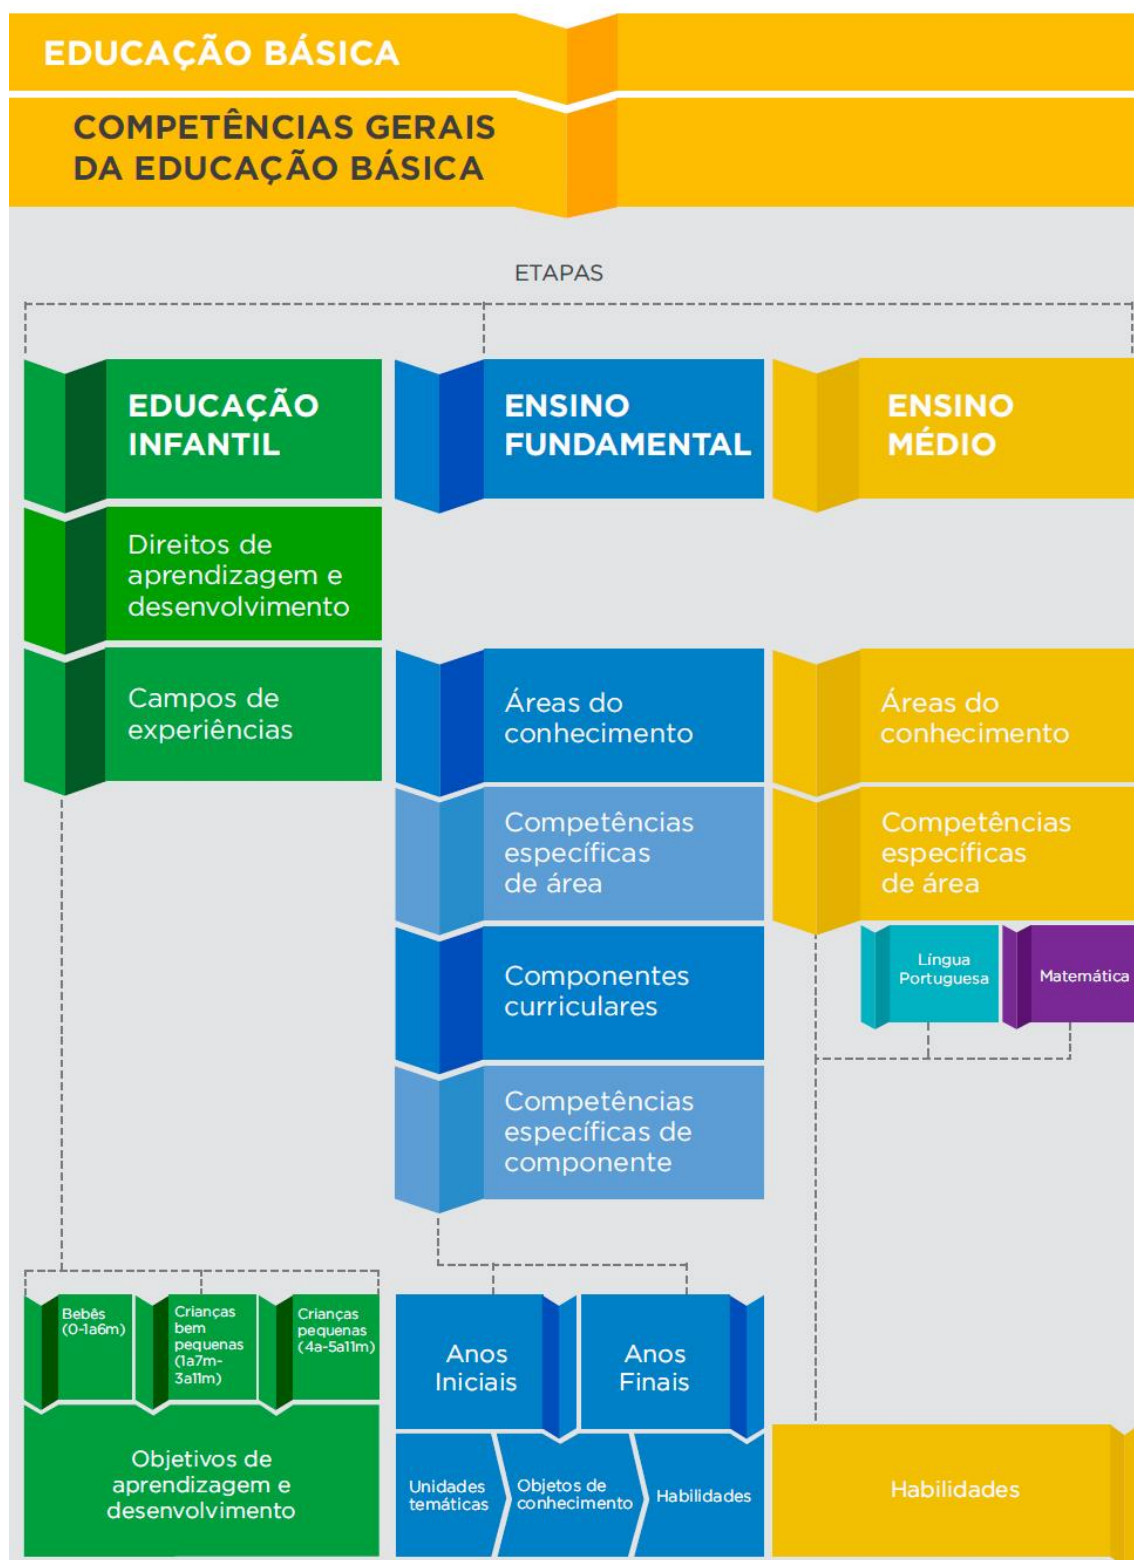 EDUCAÇÃO BÁSICA
COMPETÊNCIAS GERAIS
DA EDUCAÇÃO BÁSICA
ETAPAS
EDUCAÇÃO
INFANTIL
Direitos de
aprendizagem e
desenvolvimento
Campos de
experiências
Bebês
(0-1a6m)
Crianças
bem
pequenas
(1a7m-
3a11m)
Crianças
pequenas
(4a-5a11m)
Objetivos de
aprendizagem e
desenvolvimento
ENSINO
FUNDAMENTAL
Áreas do
conhecimento
Competências
específicas
de área
Componentes
curriculares
Competências
específicas de
componente
Anos
Iniciais
Anos
Finais
Unidades
temáticas
Objetos de
conhecimento
Habilidades
ENSINO
MÉDIO
Áreas do
conhecimento
Competências
específicas
de área
Língua
Portuguesa
Matemática
Habilidades